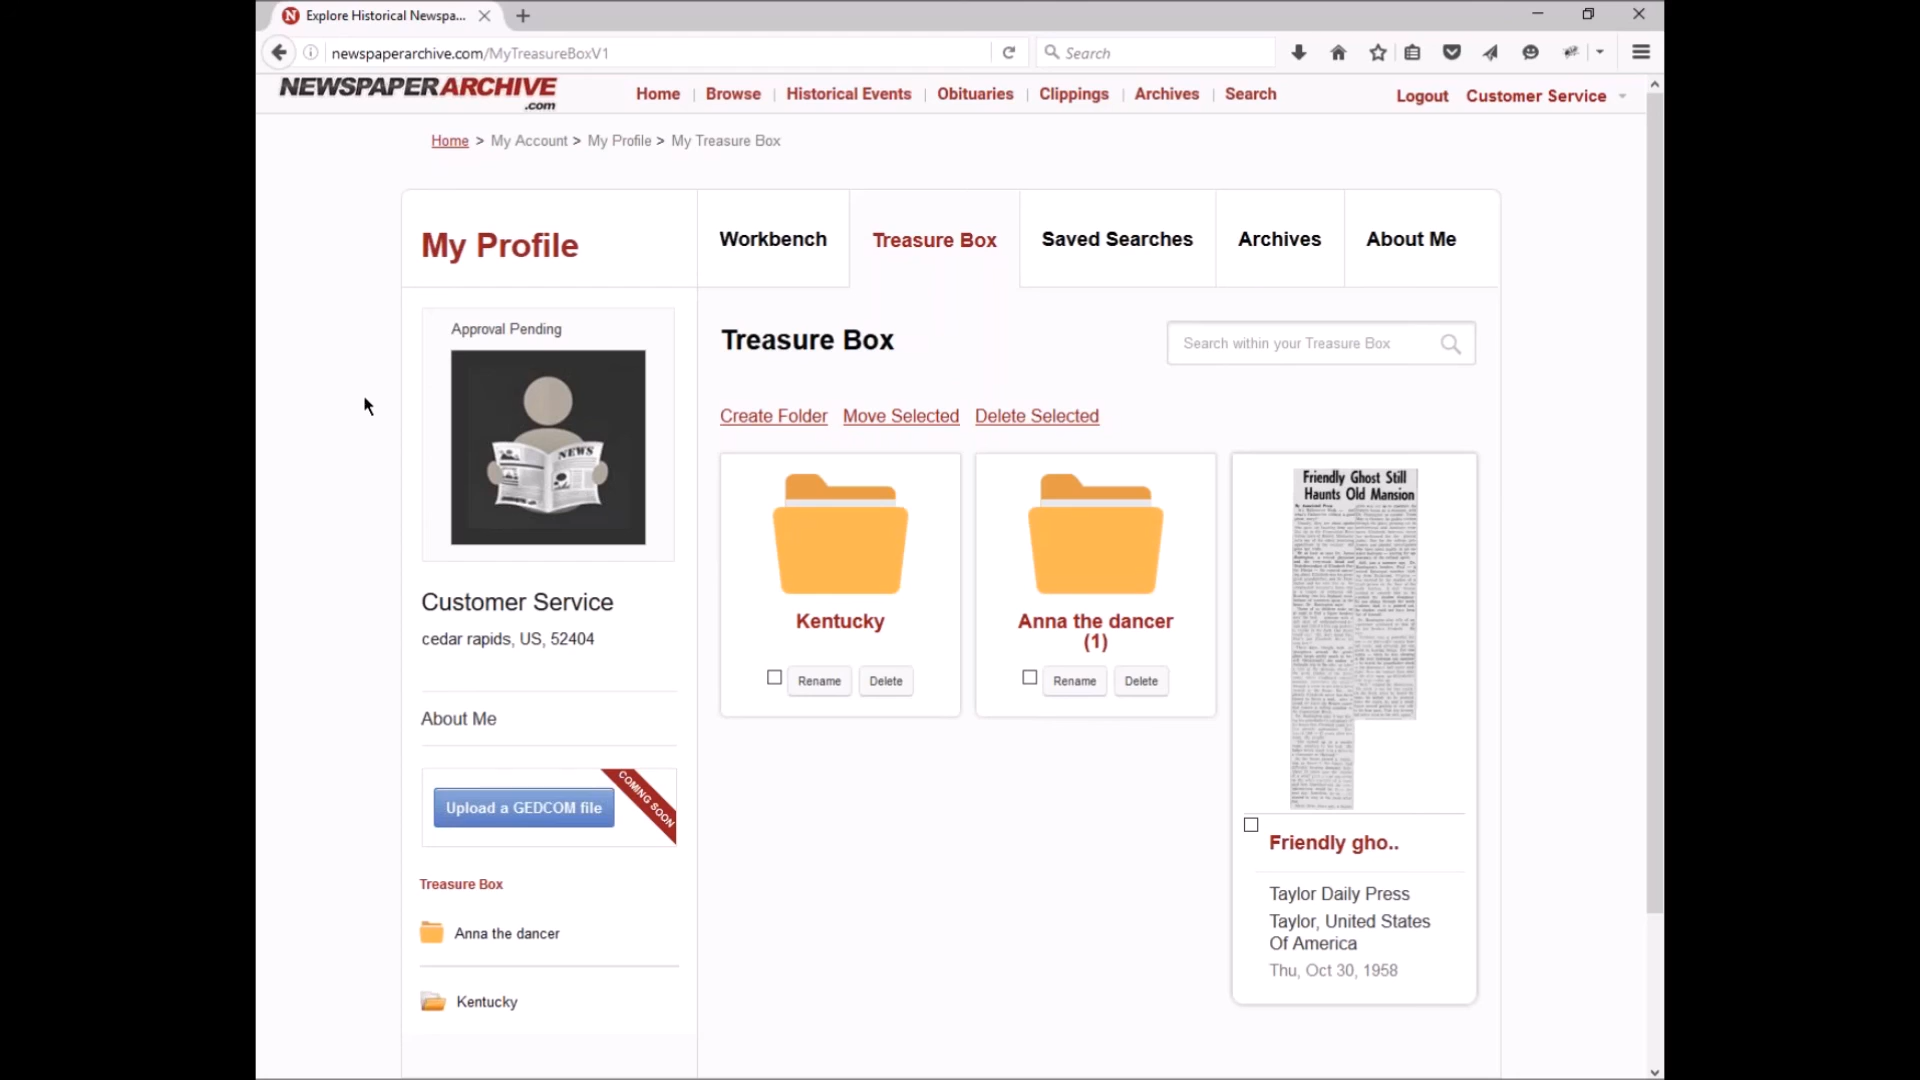 Explore Historical Newspa...
newspaperarchive.com/MyTreasureBoxV1
Search
NEWSPAPERARCHIVE
.com
Home
Browse
Historical Events
Obituaries
Clippings
Archives
Search
Logout
Customer Service
Home > My Account > My Profile > My Treasure Box
My Profile
Workbench
Treasure Box
Saved Searches
Archives
About Me
Approval Pending
NEWS
Customer Service
cedar rapids, US, 52404
About Me
Upload a GEDCOM file
COMING SOON
Treasure Box
Anna the dancer
Kentucky
Treasure Box
Search within your Treasure Box
Create Folder
Move Selected
Delete Selected
Kentucky
Rename
Delete
Anna the dancer
(1)
Rename
Delete
Friendly Ghost Still
Haunts Old Mansion
Friendly gho..
Taylor Daily Press
Taylor, United States
Of America
Thu, Oct 30, 1958